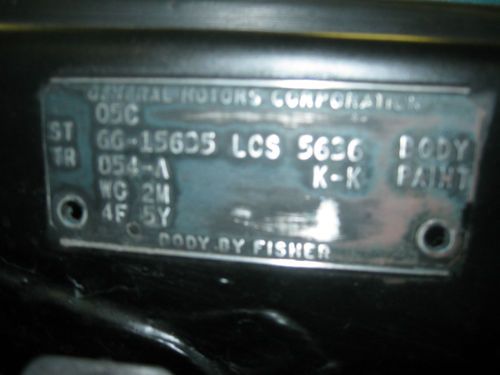 GENERAL MOTORS CORPORATION
05C
ST 66-15635 LCS 5636 BODY
TR 054-A K-K PAINT
WC 2M
4F 5Y
BODY BY FISHER